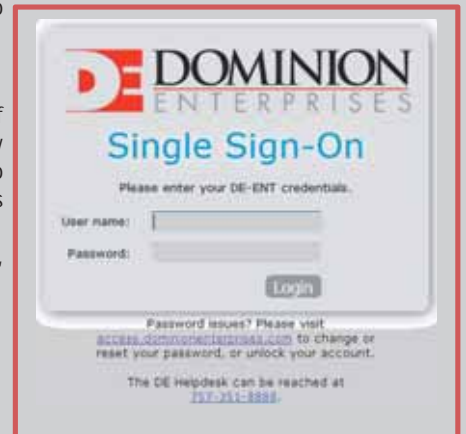 DE DOMINION
ENTERPRISES
Single Sign-On
Please enter your DE-ENT credentials.
User name:
Password:
Login
Password issues? Please visit
access.dominionenterprises.com to change or
reset your password, or unlock your account.
The DE Helpdesk can be reached at
757-351-8888.